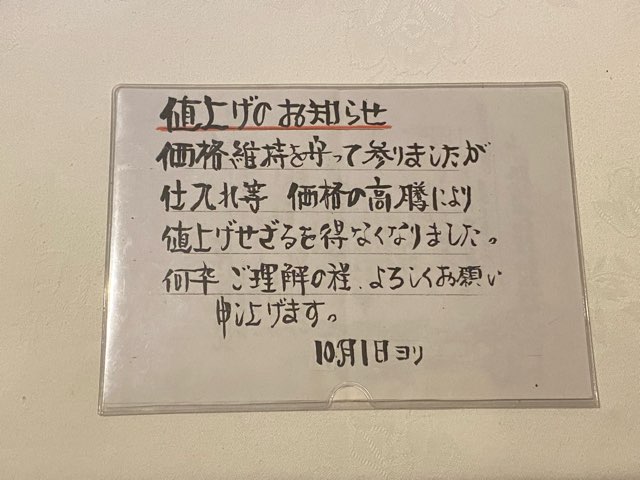 値上げのお知らせ
価格維持を守って参りましたが
仕入れ等 価格の高騰により
値上げせざるを得なくなりました。
何卒 ご理解の程、よろしくお願い
申し上げます。
10月1日ヨリ